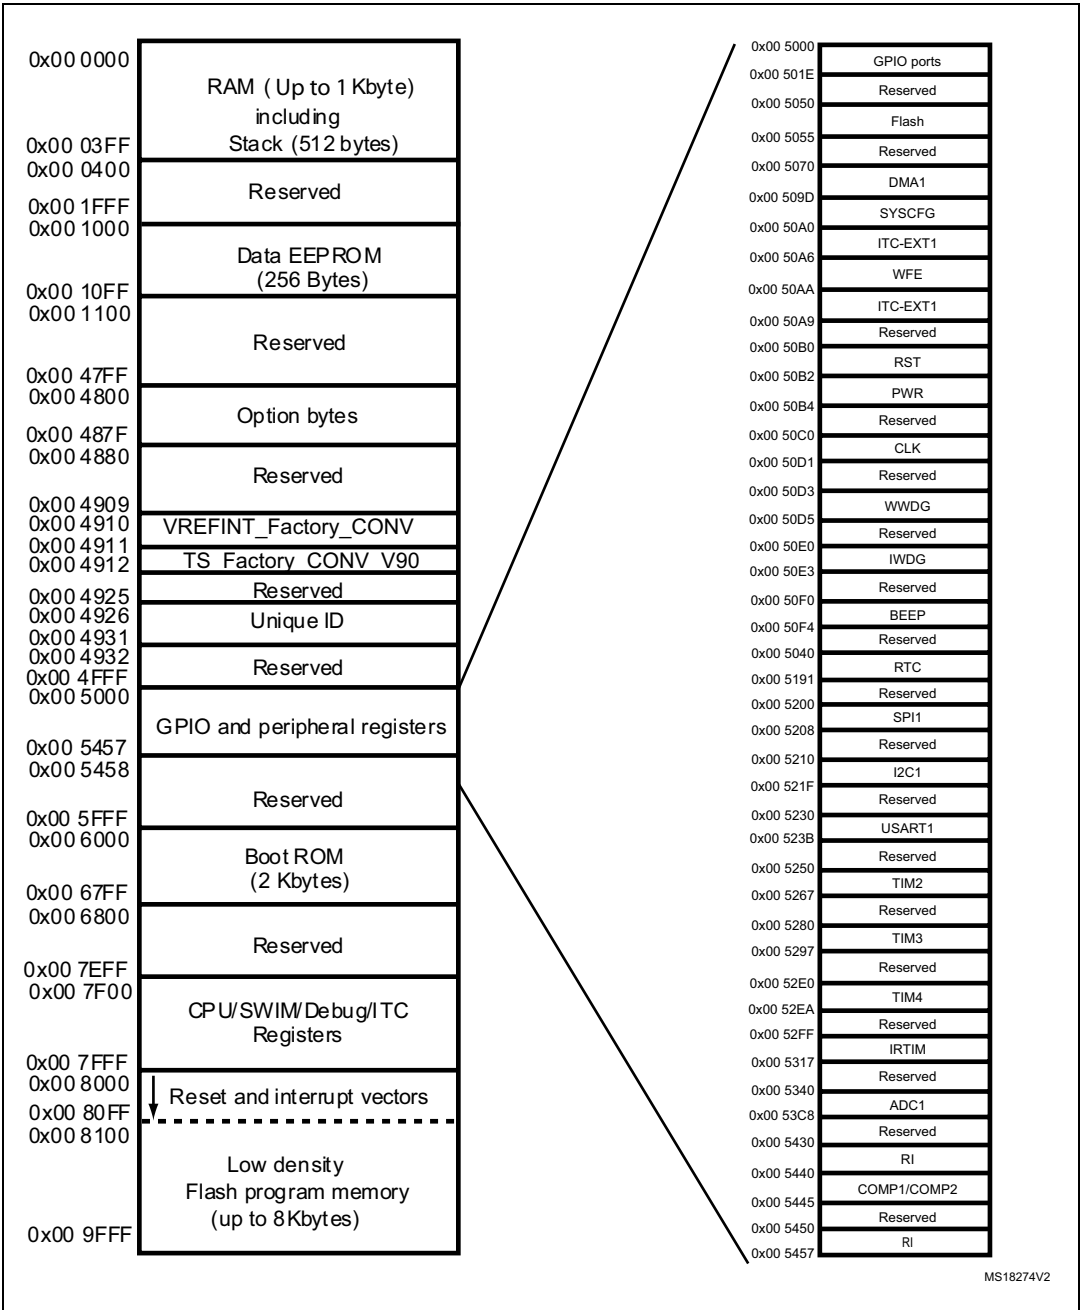 0x00 0000
RAM ( Up to 1 Kbyte)
including
Stack (512 bytes)
0x00 03FF
0x00 0400
Reserved
0x00 1FFF
0x00 1000
Data EEPROM
(256 Bytes)
0x00 10FF
0x00 1100
Reserved
0x00 47FF
0x00 4800
Option bytes
0x00 487F
0x00 4880
Reserved
0x00 4909
0x00 4910
VREFINT_Factory_CONV
0x00 4911
0x00 4912
TS_Factory_CONV_V90
Reserved
0x00 4925
0x00 4926
Unique ID
0x00 4931
0x00 4932
Reserved
0x00 4FFF
0x00 5000
GPIO and peripheral registers
0x00 5457
0x00 5458
Reserved
0x00 5FFF
0x00 6000
Boot ROM
(2 Kbytes)
0x00 67FF
0x00 6800
Reserved
0x00 7EFF
0x00 7F00
CPU/SWIM/Debug/ITC
Registers
0x00 7FFF
0x00 8000
Reset and interrupt vectors
0x00 80FF
0x00 8100
Low density
Flash program memory
(up to 8Kbytes)
0x00 9FFF
0x00 5000
GPIO ports
0x00 501E
Reserved
0x00 5050
Flash
0x00 5055
Reserved
0x00 5070
DMA1
0x00 509D
SYSCFG
0x00 50A0
ITC-EXT1
0x00 50A6
WFE
0x00 50AA
ITC-EXT1
0x00 50A9
Reserved
0x00 50B0
RST
0x00 50B2
PWR
0x00 50B4
Reserved
0x00 50C0
CLK
0x00 50D1
Reserved
0x00 50D3
WWDG
0x00 50D5
Reserved
0x00 50E0
IWDG
0x00 50E3
Reserved
0x00 50F0
BEEP
0x00 50F4
Reserved
0x00 5040
RTC
0x00 5191
Reserved
0x00 5200
SPI1
0x00 5208
Reserved
0x00 5210
I2C1
0x00 521F
Reserved
0x00 5230
USART1
0x00 523B
Reserved
0x00 5250
TIM2
0x00 5267
Reserved
0x00 5280
TIM3
0x00 5297
Reserved
0x00 52E0
TIM4
0x00 52EA
Reserved
0x00 52FF
IRTIM
0x00 5317
Reserved
0x00 5340
ADC1
0x00 53C8
Reserved
0x00 5430
RI
0x00 5440
COMP1/COMP2
0x00 5445
Reserved
0x00 5450
RI
0x00 5457
MS18274V2